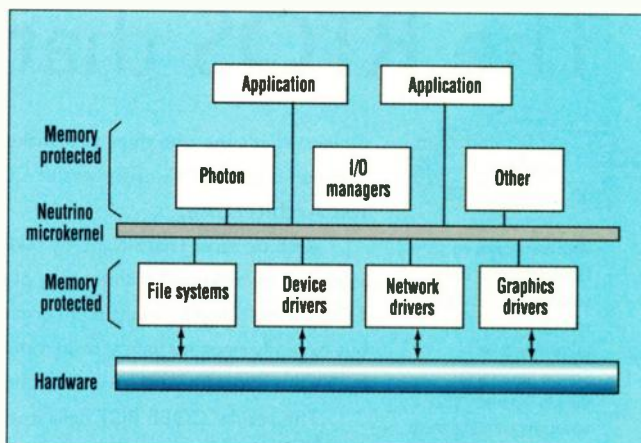 Application
Application
Memory
protected
Photon
I/O
managers
Other
Neutrino
microkernel
Memory
protected
File systems
Device
drivers
Network
drivers
Graphics
drivers
Hardware